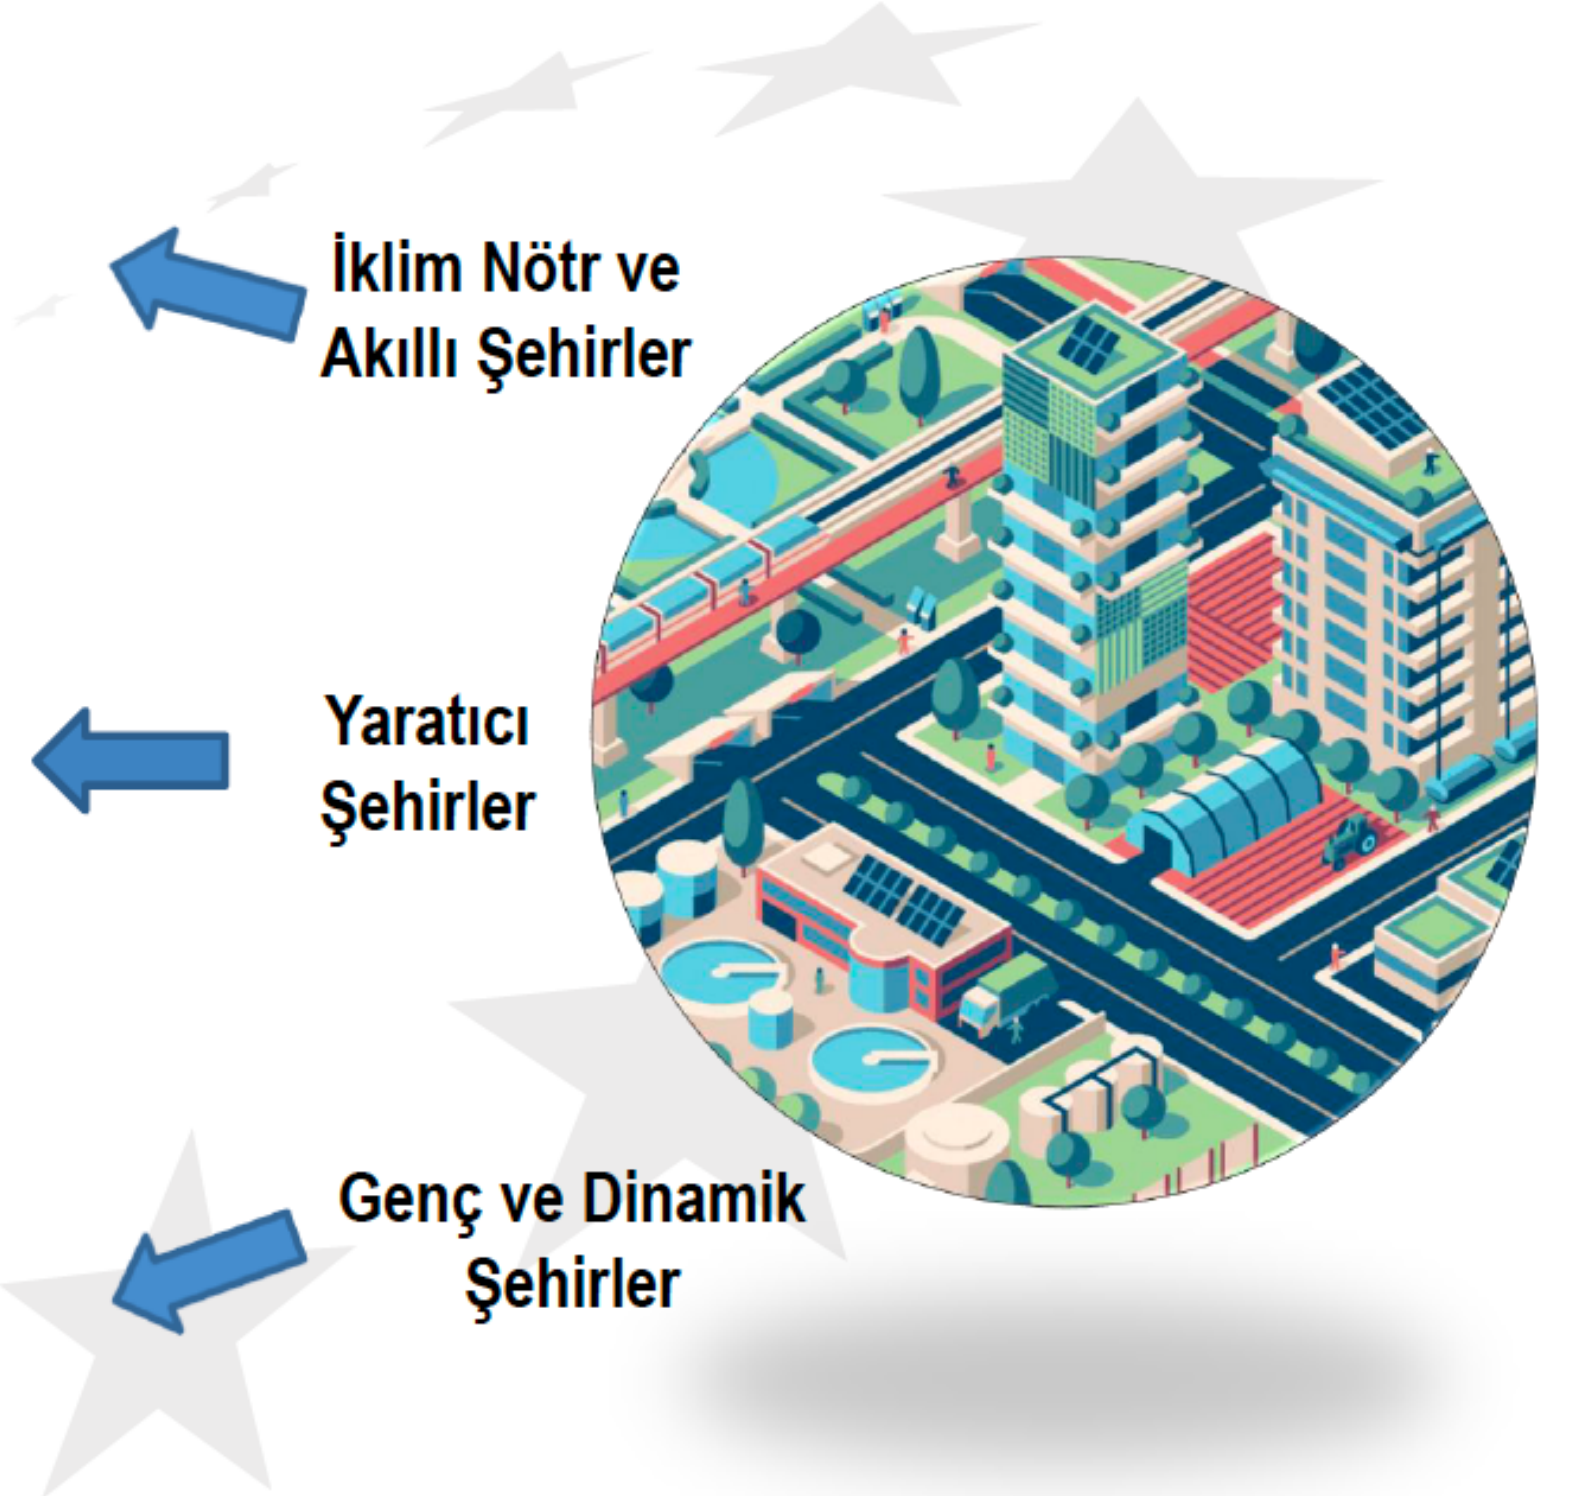 İklim Nötr ve
Akıllı Şehirler
Yaratıcı
Şehirler
Genç ve Dinamik
Şehirler